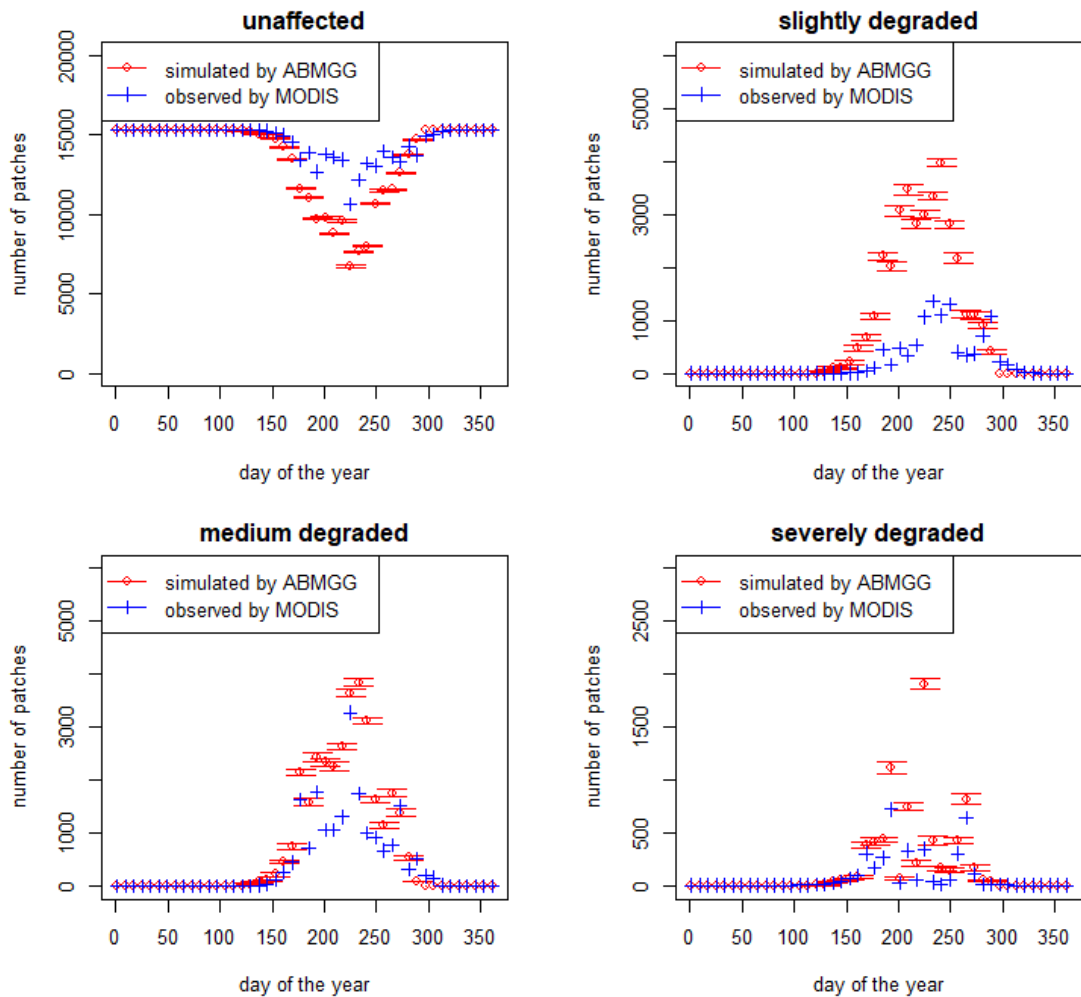 unaffected
simulated by ABMGG
observed by MODIS
number of patches
0 5000 10000 15000 20000
0 50 100 150 200 250 300 350
day of the year
slightly degraded
simulated by ABMGG
observed by MODIS
number of patches
0 1000 3000 5000
0 50 100 150 200 250 300 350
day of the year
medium degraded
simulated by ABMGG
observed by MODIS
number of patches
0 1000 3000 5000
0 50 100 150 200 250 300 350
day of the year
severely degraded
simulated by ABMGG
observed by MODIS
number of patches
0 500 1500 2500
0 50 100 150 200 250 300 350
day of the year